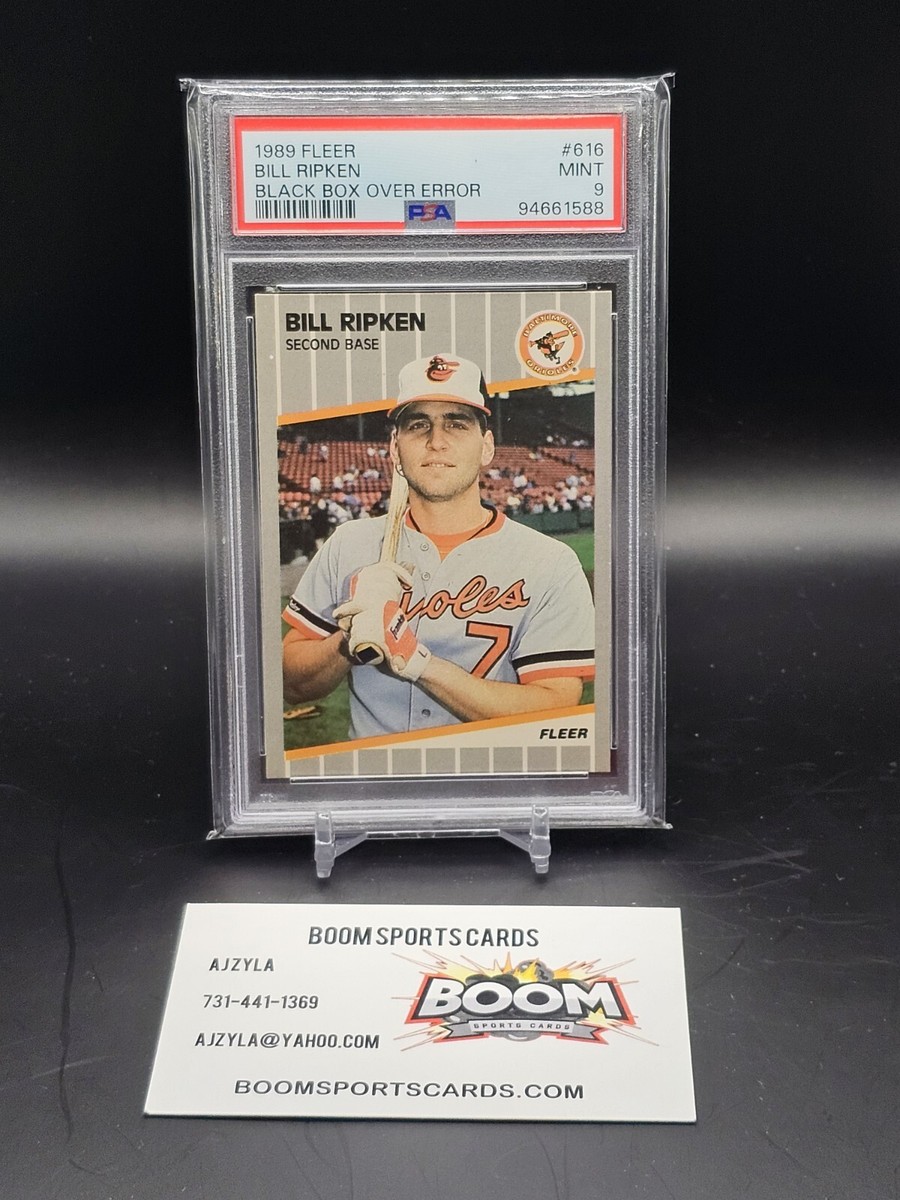 1989 FLEER #616
BILL RIPKEN MINT
BLACK BOX OVER ERROR 9
PSA 94661588
BILL RIPKEN
SECOND BASE
BALTIMORE
ORIOLES
ioles
7
FLEER
BOOM SPORTS CARDS
AJZYLA
731-441-1369
AJZYLA@YAHOO.COM
BOOM
SPORTS CARDS
BOOMSPORTSCARDS.COM